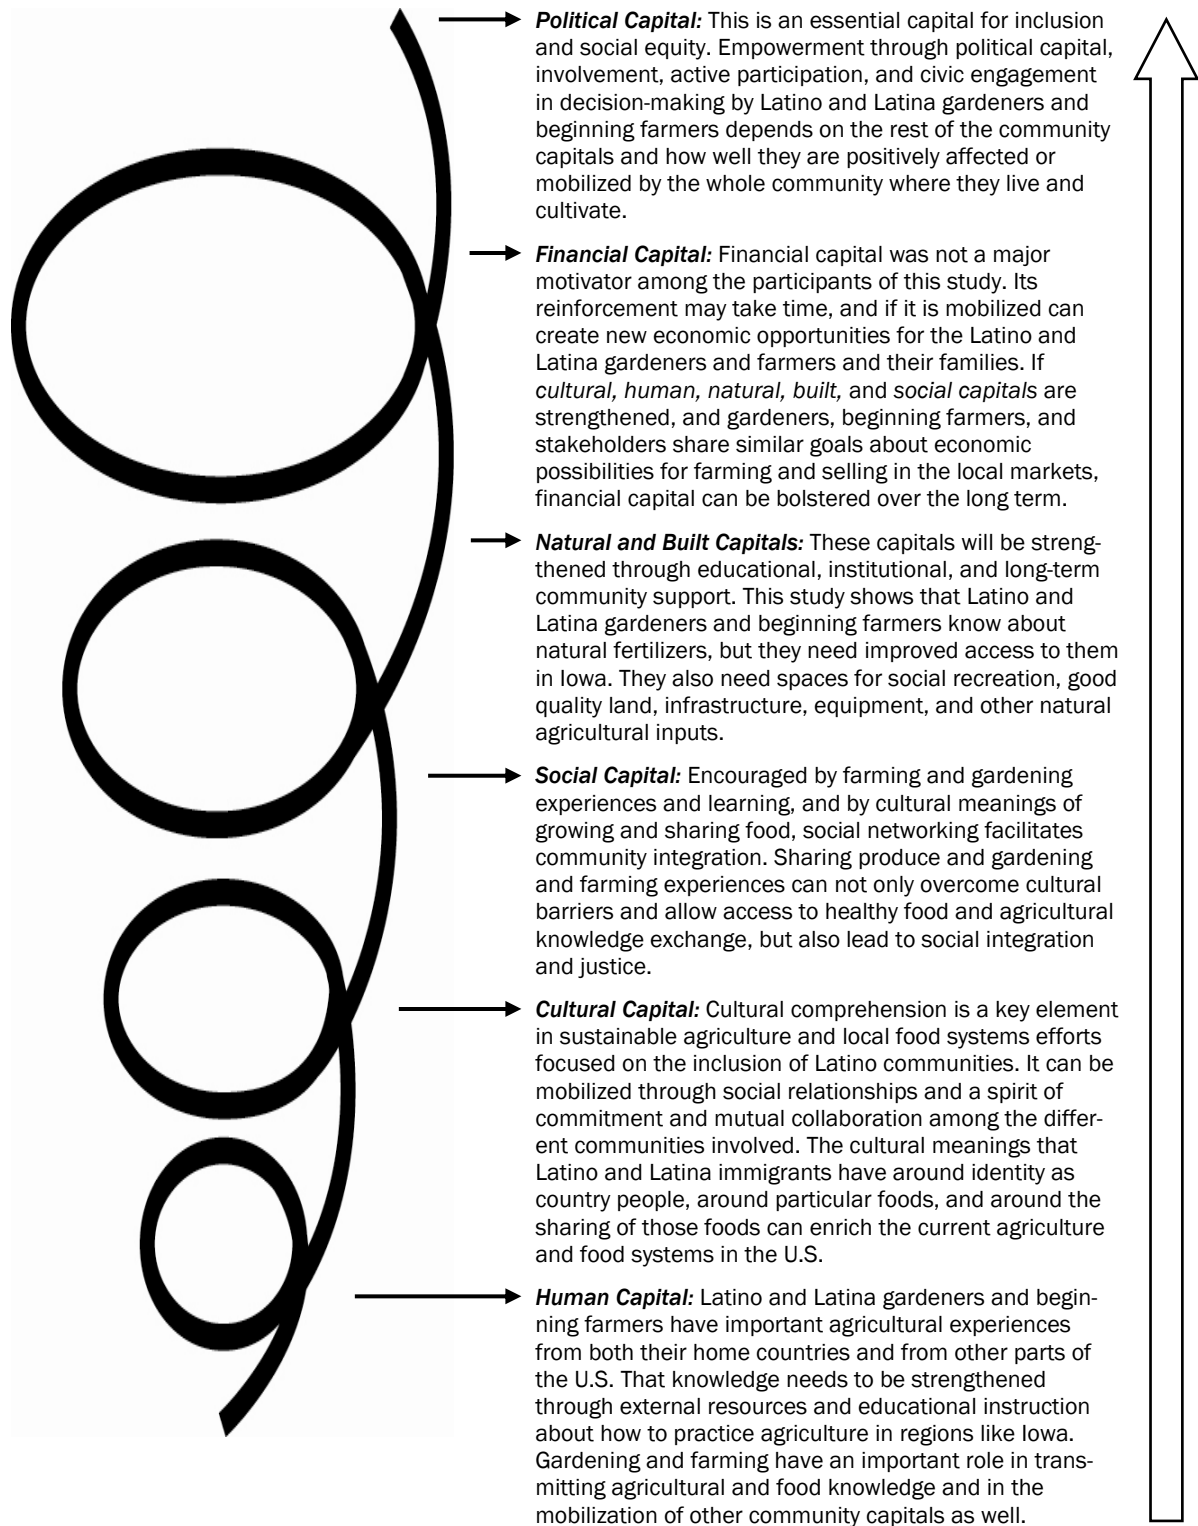 Political Capital: This is an essential capital for inclusion
and social equity. Empowerment through political capital,
involvement, active participation, and civic engagement
in decision-making by Latino and Latina gardeners and
beginning farmers depends on the rest of the community
capitals and how well they are positively affected or
mobilized by the whole community where they live and
cultivate.
Financial Capital: Financial capital was not a major
motivator among the participants of this study. Its
reinforcement may take time, and if it is mobilized can
create new economic opportunities for the Latino and
Latina gardeners and farmers and their families. If
cultural, human, natural, built, and social capitals are
strengthened, and gardeners, beginning farmers, and
stakeholders share similar goals about economic
possibilities for farming and selling in the local markets,
financial capital can be bolstered over the long term.
Natural and Built Capitals: These capitals will be streng-
thened through educational, institutional, and long-term
community support. This study shows that Latino and
Latina gardeners and beginning farmers know about
natural fertilizers, but they need improved access to them
in Iowa. They also need spaces for social recreation, good
quality land, infrastructure, equipment, and other natural
agricultural inputs.
Social Capital: Encouraged by farming and gardening
experiences and learning, and by cultural meanings of
growing and sharing food, social networking facilitates
community integration. Sharing produce and gardening
and farming experiences can not only overcome cultural
barriers and allow access to healthy food and agricultural
knowledge exchange, but also lead to social integration
and justice.
Cultural Capital: Cultural comprehension is a key element
in sustainable agriculture and local food systems efforts
focused on the inclusion of Latino communities. It can be
mobilized through social relationships and a spirit of
commitment and mutual collaboration among the differ-
ent communities involved. The cultural meanings that
Latino and Latina immigrants have around identity as
country people, around particular foods, and around the
sharing of those foods can enrich the current agriculture
and food systems in the U.S.
Human Capital: Latino and Latina gardeners and begin-
ning farmers have important agricultural experiences
from both their home countries and from other parts of
the U.S. That knowledge needs to be strengthened
through external resources and educational instruction
about how to practice agriculture in regions like Iowa.
Gardening and farming have an important role in trans-
mitting agricultural and food knowledge and in the
mobilization of other community capitals as well.